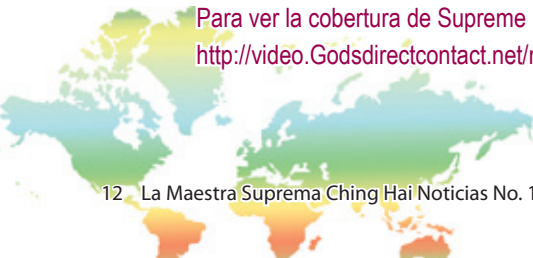 Para ver la cobertura de Supreme
http://video.Godsdirectcontact.net/
12 La Maestra Suprema Ching Hai Noticias No. 1